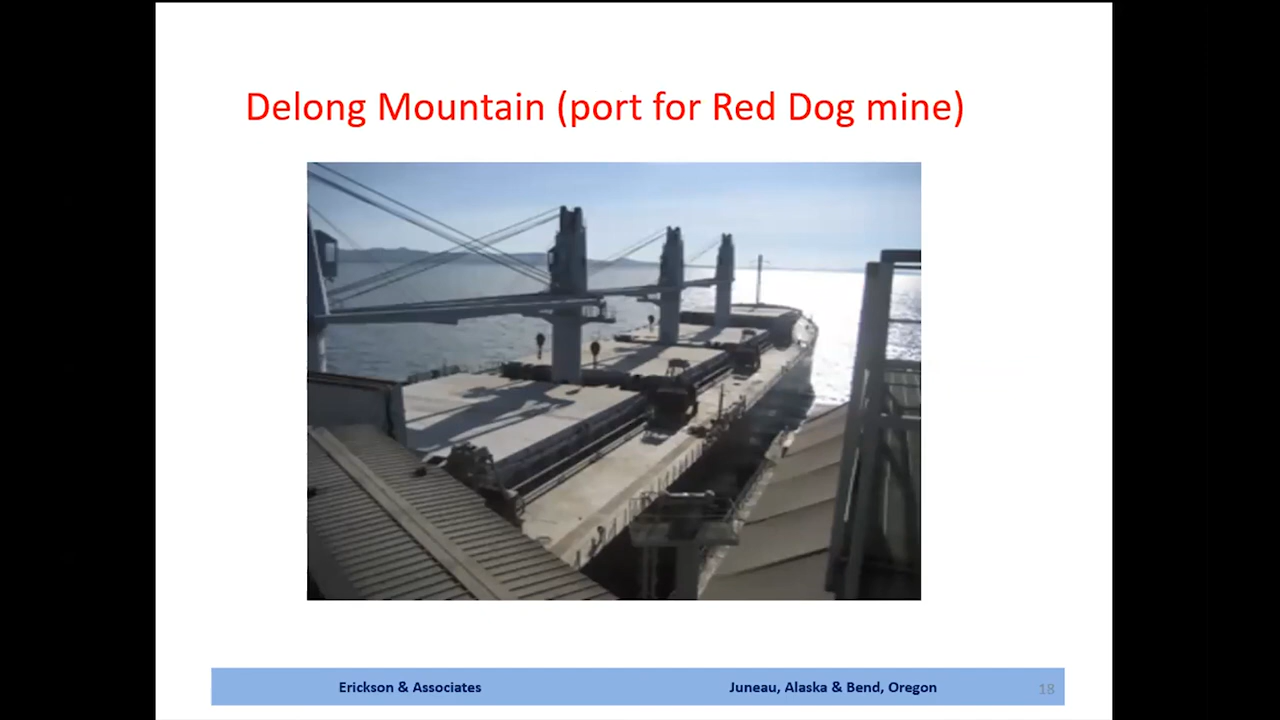 Delong Mountain (port for Red Dog mine)
Erickson & Associates
Juneau, Alaska & Bend, Oregon
18